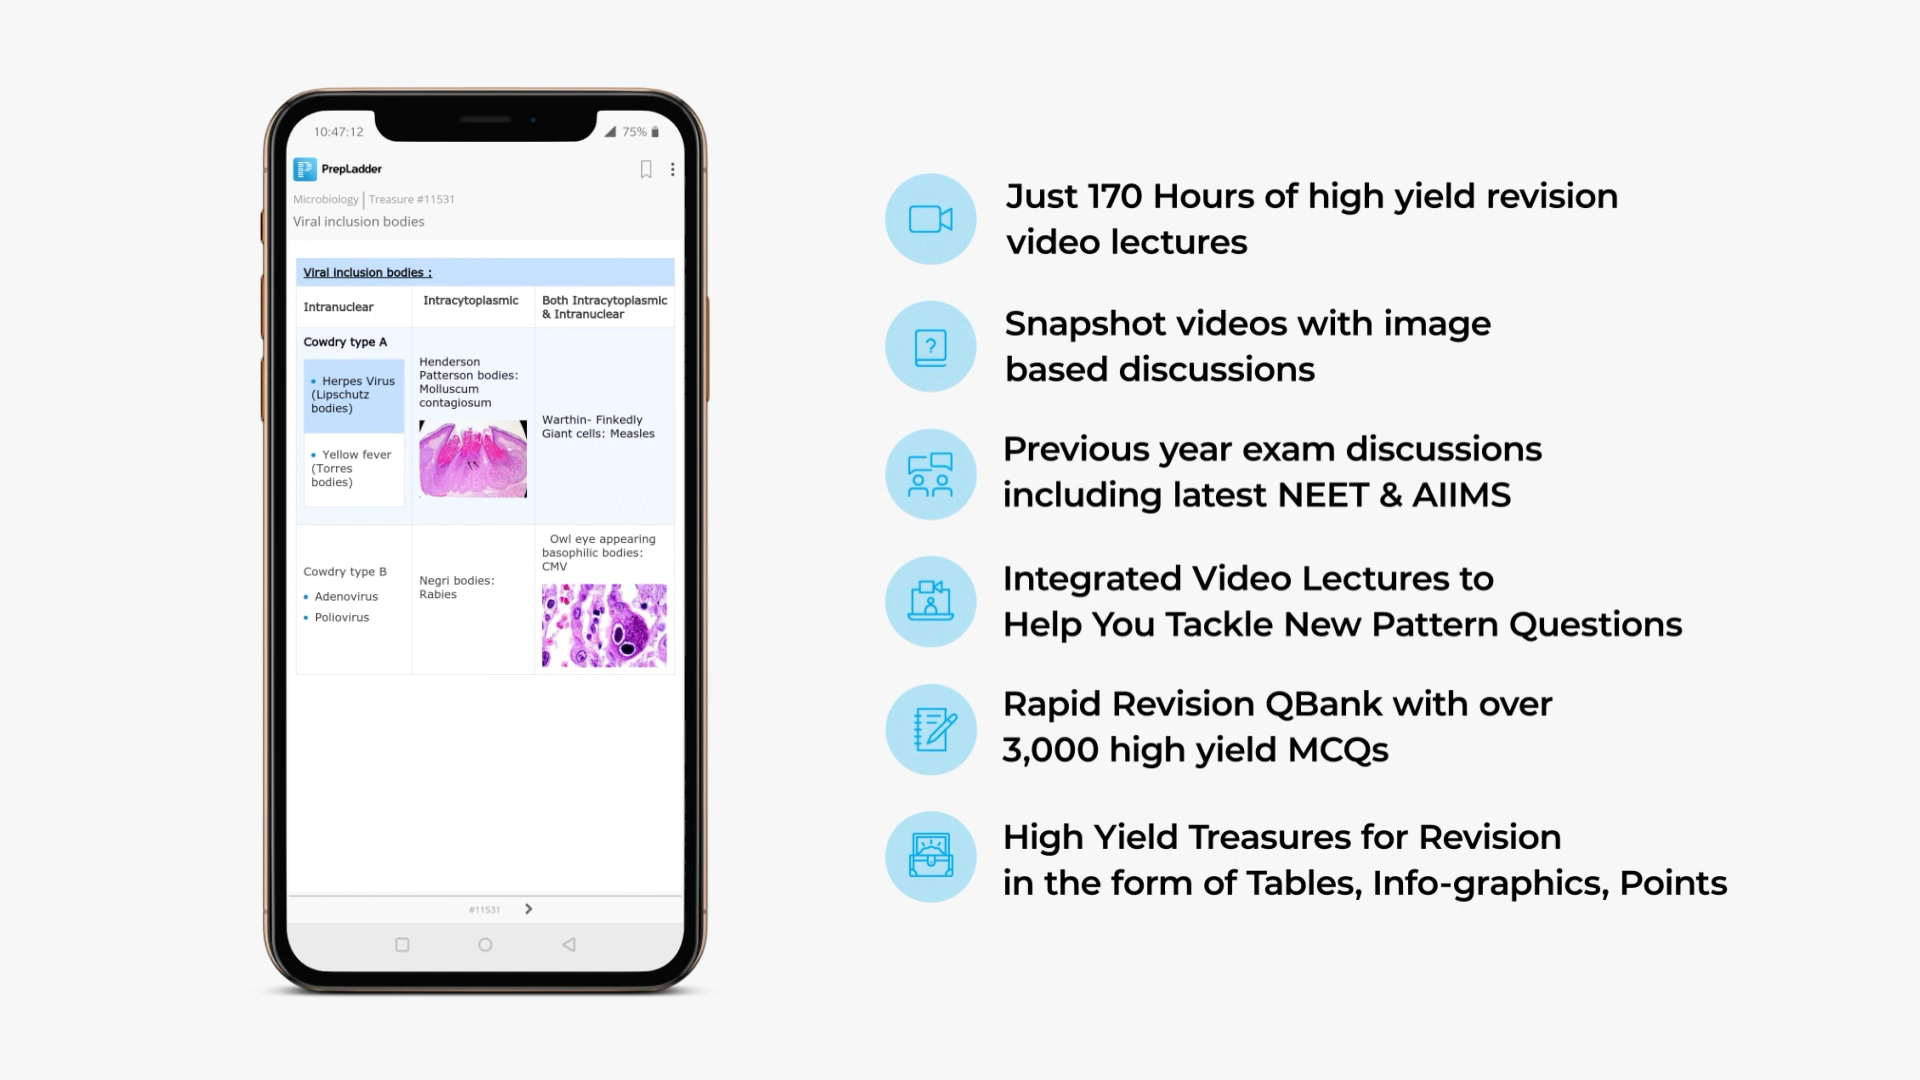 10:47:12
75%
PrepLadder
Microbiology | Treasure #11531
Viral inclusion bodies
Viral inclusion bodies :
Intranuclear
Intracytoplasmic
Both Intracytoplasmic
& Intranuclear
Cowdry type A
• Herpes Virus
(Lipschutz
bodies)
• Yellow fever
(Torres
bodies)
Henderson
Patterson bodies:
Molluscum
contagiosum
Warthin- Finkedly
Giant cells: Measles
Cowdry type B
• Adenovirus
• Poliovirus
Negri bodies:
Rabies
Owl eye appearing
basophilic bodies:
CMV
#11531
Just 170 Hours of high yield revision
video lectures
Snapshot videos with image
based discussions
Previous year exam discussions
including latest NEET & AIIMS
Integrated Video Lectures to
Help You Tackle New Pattern Questions
Rapid Revision QBank with over
3,000 high yield MCQs
High Yield Treasures for Revision
in the form of Tables, Info-graphics, Points